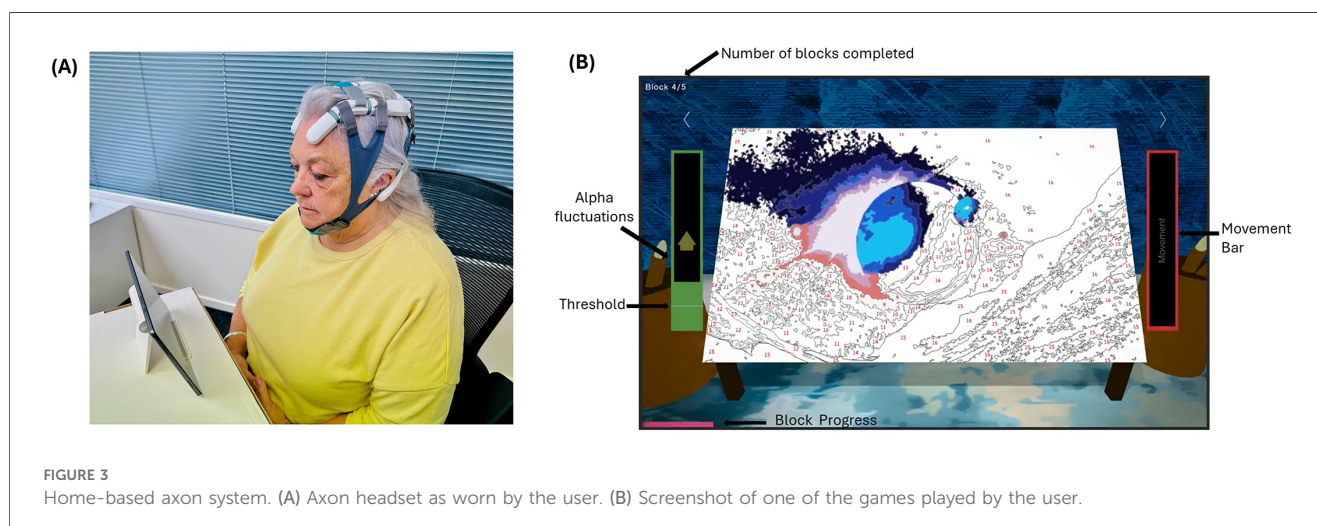 (A)
(B)
Number of blocks completed
Block 4/5
Alpha
fluctuations
Threshold
Movement
Movement
Bar
Block Progress
FIGURE 3
Home-based axon system. (A) Axon headset as worn by the user. (B) Screenshot of one of the games played by the user.